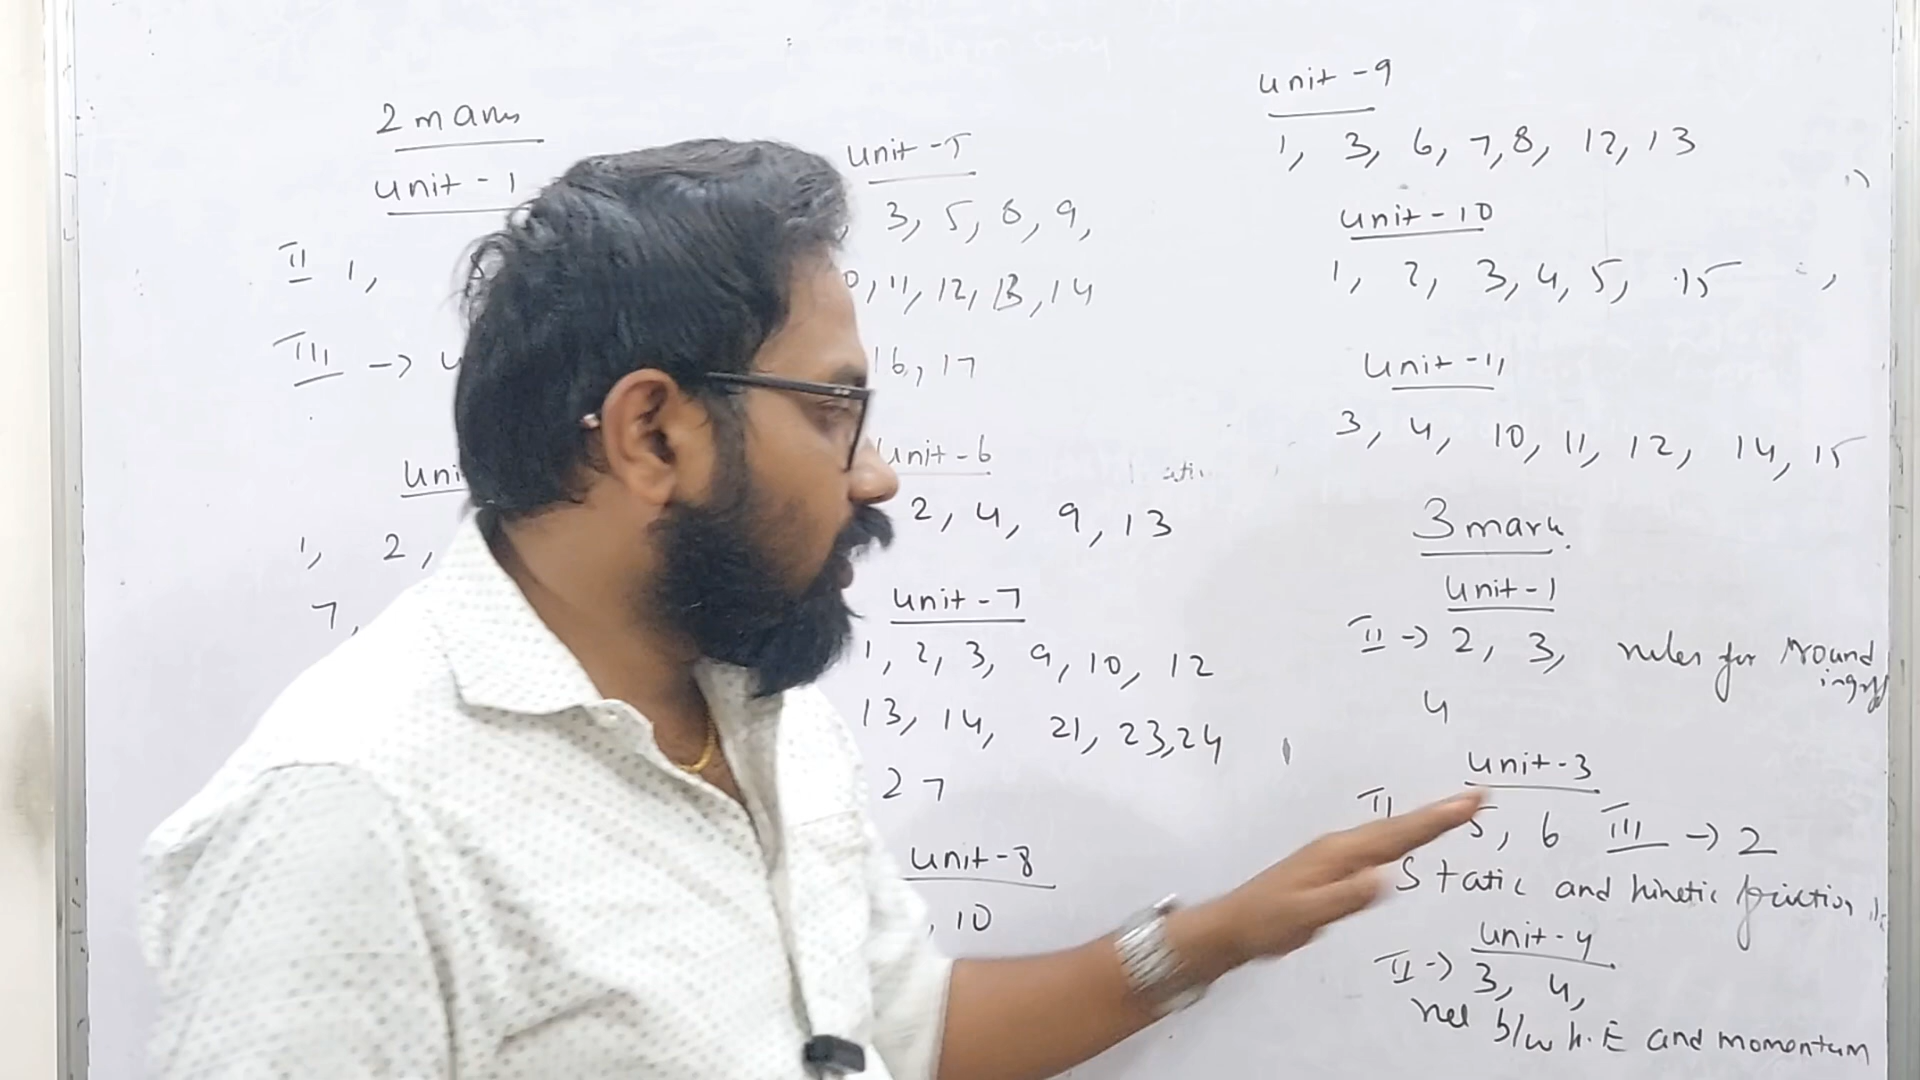 2 marks
unit - 1
II 1,
III ->
1, 2,
7,
unit - 5
3, 5, 8, 9,
, 11, 12, 13, 14
16, 17
unit - 6
2, 4, 9, 13
unit - 7
1, 2, 3, 9, 10, 12
13, 14, 21, 23, 24
27
unit - 8
, 10
unit - 9
1, 3, 6, 7, 8, 12, 13
unit - 10
1, 2, 3, 4, 5, 15
unit - 11
3, 4, 10, 11, 12, 14, 15
3 mark.
unit - 1
II -> 2, 3, rules for round
ingoff
4
unit - 3
II 5, 6 III -> 2
Static and kinetic friction
unit - 4
II -> 3, 4,
rel b/w K.E and momentum